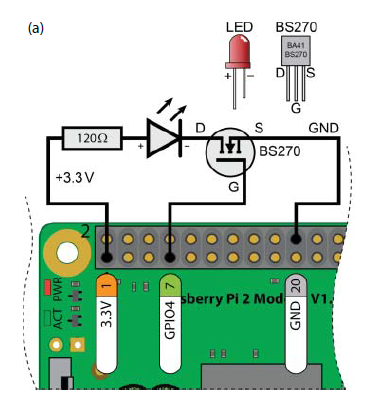 (a)
LED
BS270
BA41
BS270
+ -
D S
G
120Ω
+ -
D S
GND
BS270
G
+3.3 V
2
PWR
ACT
1
3.3V
7
GPIO4
sberry Pi 2 Mod
V1.
20
GND